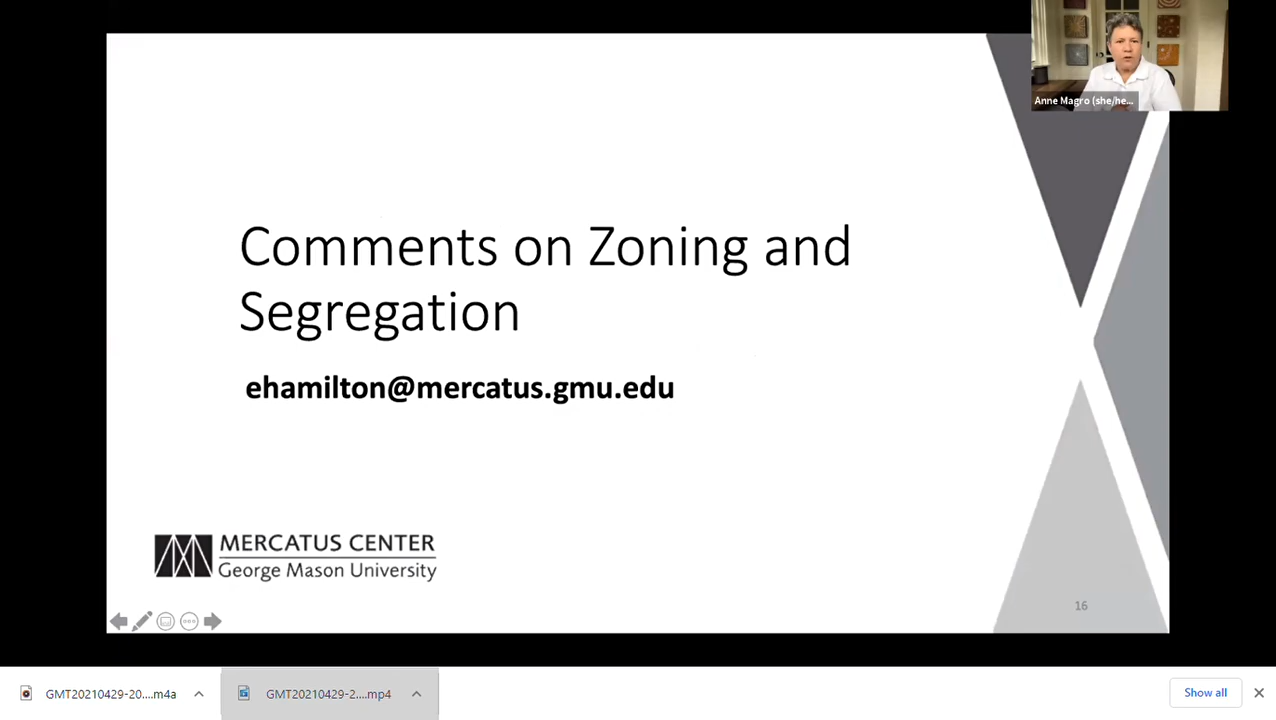 Anne Magro (she/he...
Comments on Zoning and
Segregation
ehamilton@mercatus.gmu.edu
MERCATUS CENTER
George Mason University
16
GMT20210429-20....m4a
GMT20210429-2....mp4
Show all